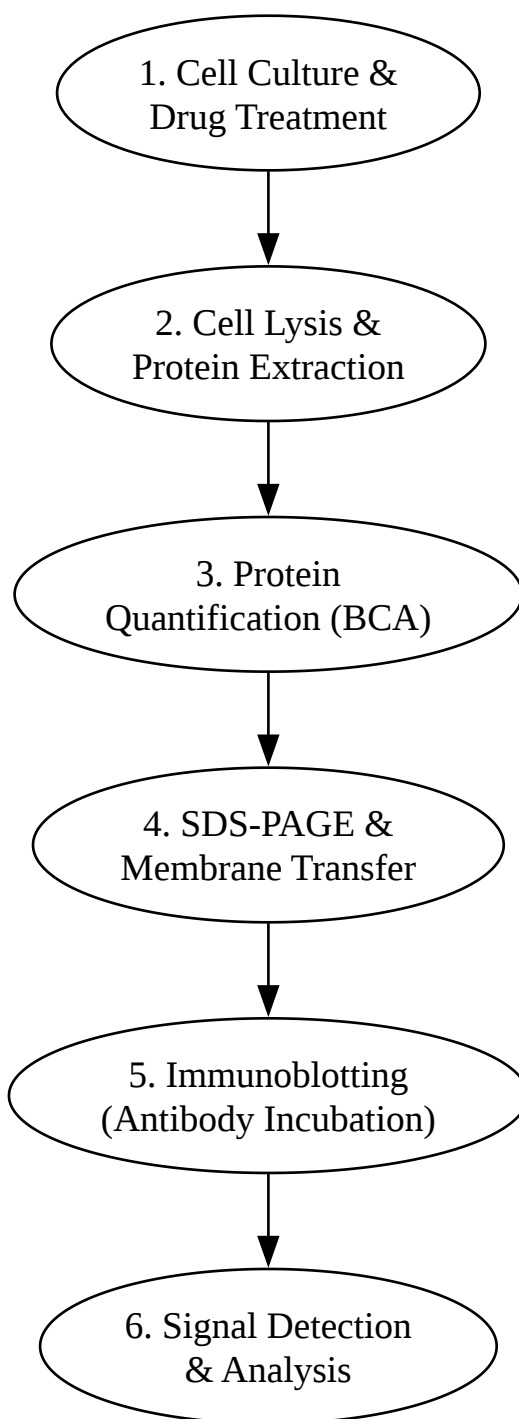 1. Cell Culture &
Drug Treatment
2. Cell Lysis &
Protein Extraction
3. Protein
Quantification (BCA)
4. SDS-PAGE &
Membrane Transfer
5. Immunoblotting
(Antibody Incubation)
6. Signal Detection
& Analysis